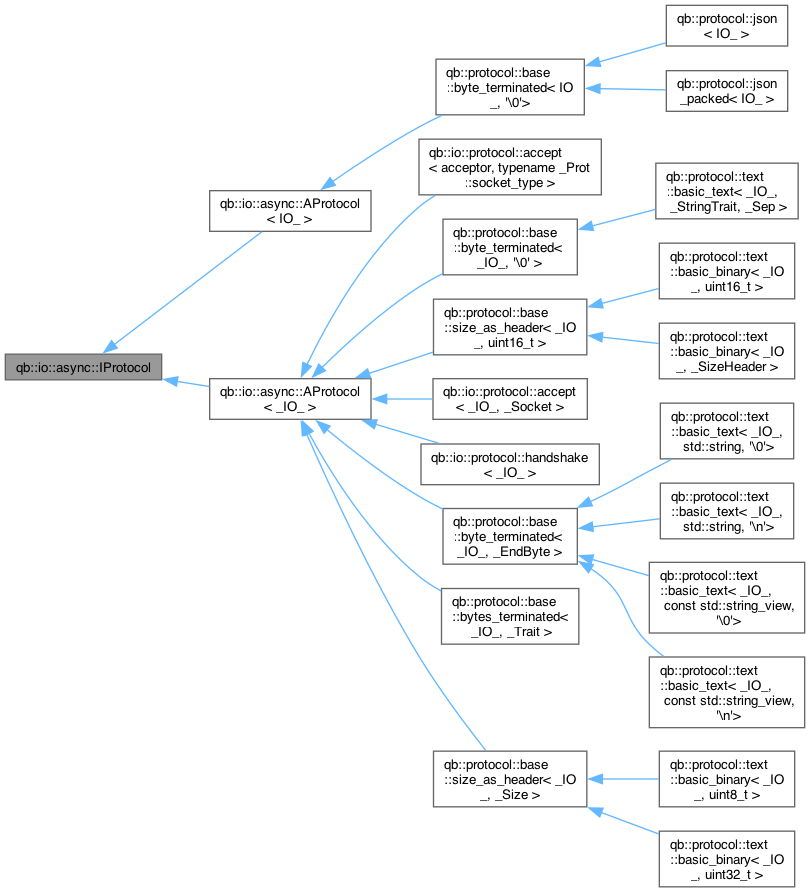 qb::protocol::json
< IO_ >
qb::protocol::base
::byte_terminated< IO
_, '\0'>
qb::protocol::json
_packed< IO_ >
qb::io::protocol::accept
< acceptor, typename _Prot
::socket_type >
qb::protocol::text
::basic_text< _IO_,
_StringTrait, _Sep >
qb::io::async::AProtocol
< IO_ >
qb::protocol::base
::byte_terminated<
_IO_, '\0' >
qb::protocol::text
::basic_binary< _IO
_, uint16_t >
qb::protocol::base
::size_as_header< _IO
_, uint16_t >
qb::protocol::text
::basic_binary< _IO
_, _SizeHeader >
qb::io::async::IProtocol
qb::io::async::AProtocol
< _IO_ >
qb::io::protocol::accept
< _IO_, _Socket >
qb::protocol::text
::basic_text< _IO_,
std::string, '\0'>
qb::io::protocol::handshake
< _IO_ >
qb::protocol::text
::basic_text< _IO_,
std::string, '\n'>
qb::protocol::base
::byte_terminated<
_IO_, _EndByte >
qb::protocol::text
::basic_text< _IO_,
const std::string_view,
'\0'>
qb::protocol::base
::bytes_terminated<
_IO_, _Trait >
qb::protocol::text
::basic_text< _IO_,
const std::string_view,
'\n'>
qb::protocol::base
::size_as_header< _IO
_, _Size >
qb::protocol::text
::basic_binary< _IO
_, uint8_t >
qb::protocol::text
::basic_binary< _IO
_, uint32_t >